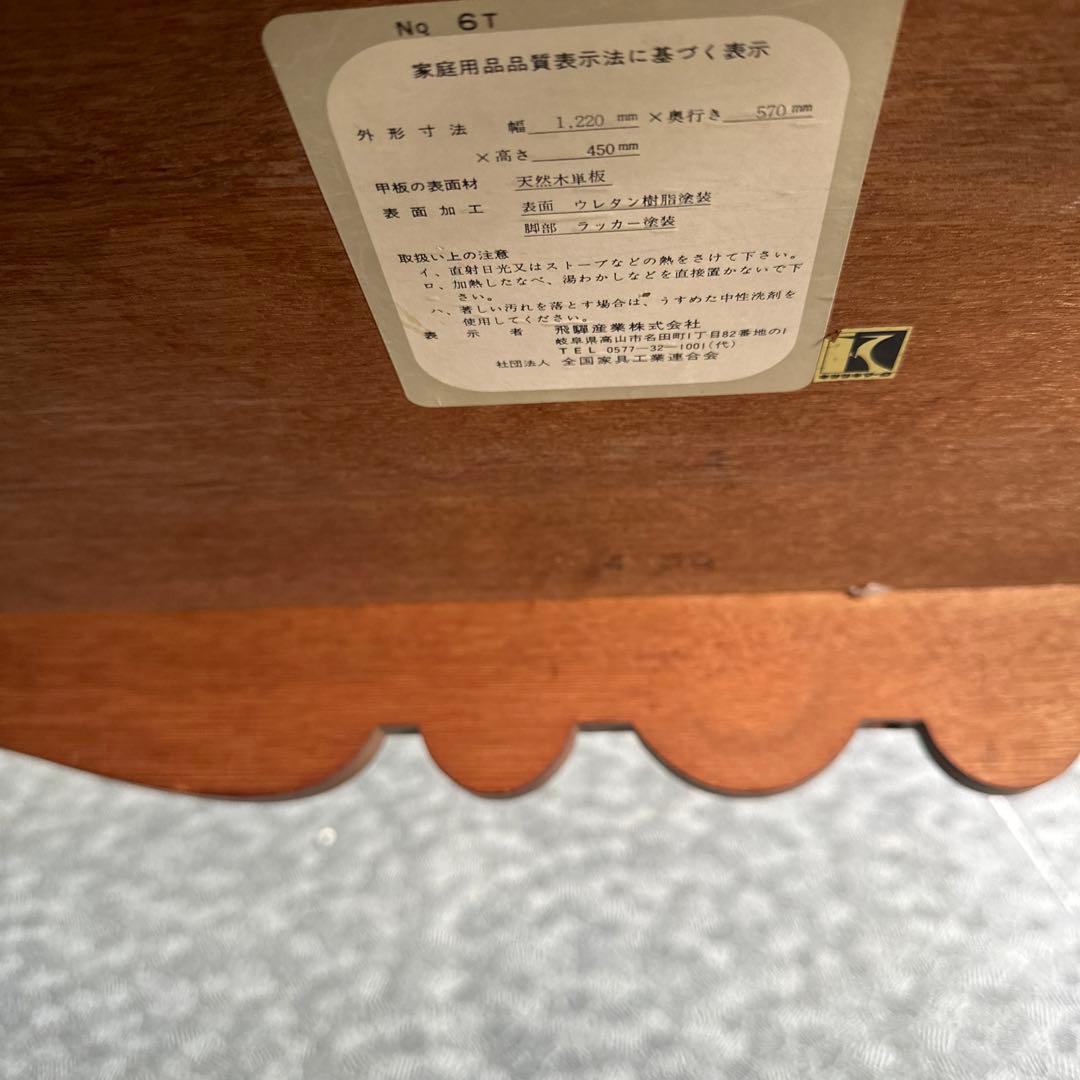 No 6T
家庭用品品質表示法に基づく表示
外形寸法 幅 1,220 mm ×奥行き 570 mm
×高さ 450 mm
甲板の表面材 天然木単板
表面加工 表面 ウレタン樹脂塗装
脚部 ラッカー塗装
取扱い上の注意
イ、直射日光又はストーブなどの熱をさけて下さい。
ロ、加熱したなべ、湯わかしなどを直接置かないで下
さい。
ハ、著しい汚れを落とす場合は、うすめた中性洗剤を
使用してください。
表示者 飛驒産業株式会社
岐阜県高山市名田町1丁目82番地の1
TEL 0577-32-1001(代)
社団法人 全国家具工業連合会
キツツキマーク